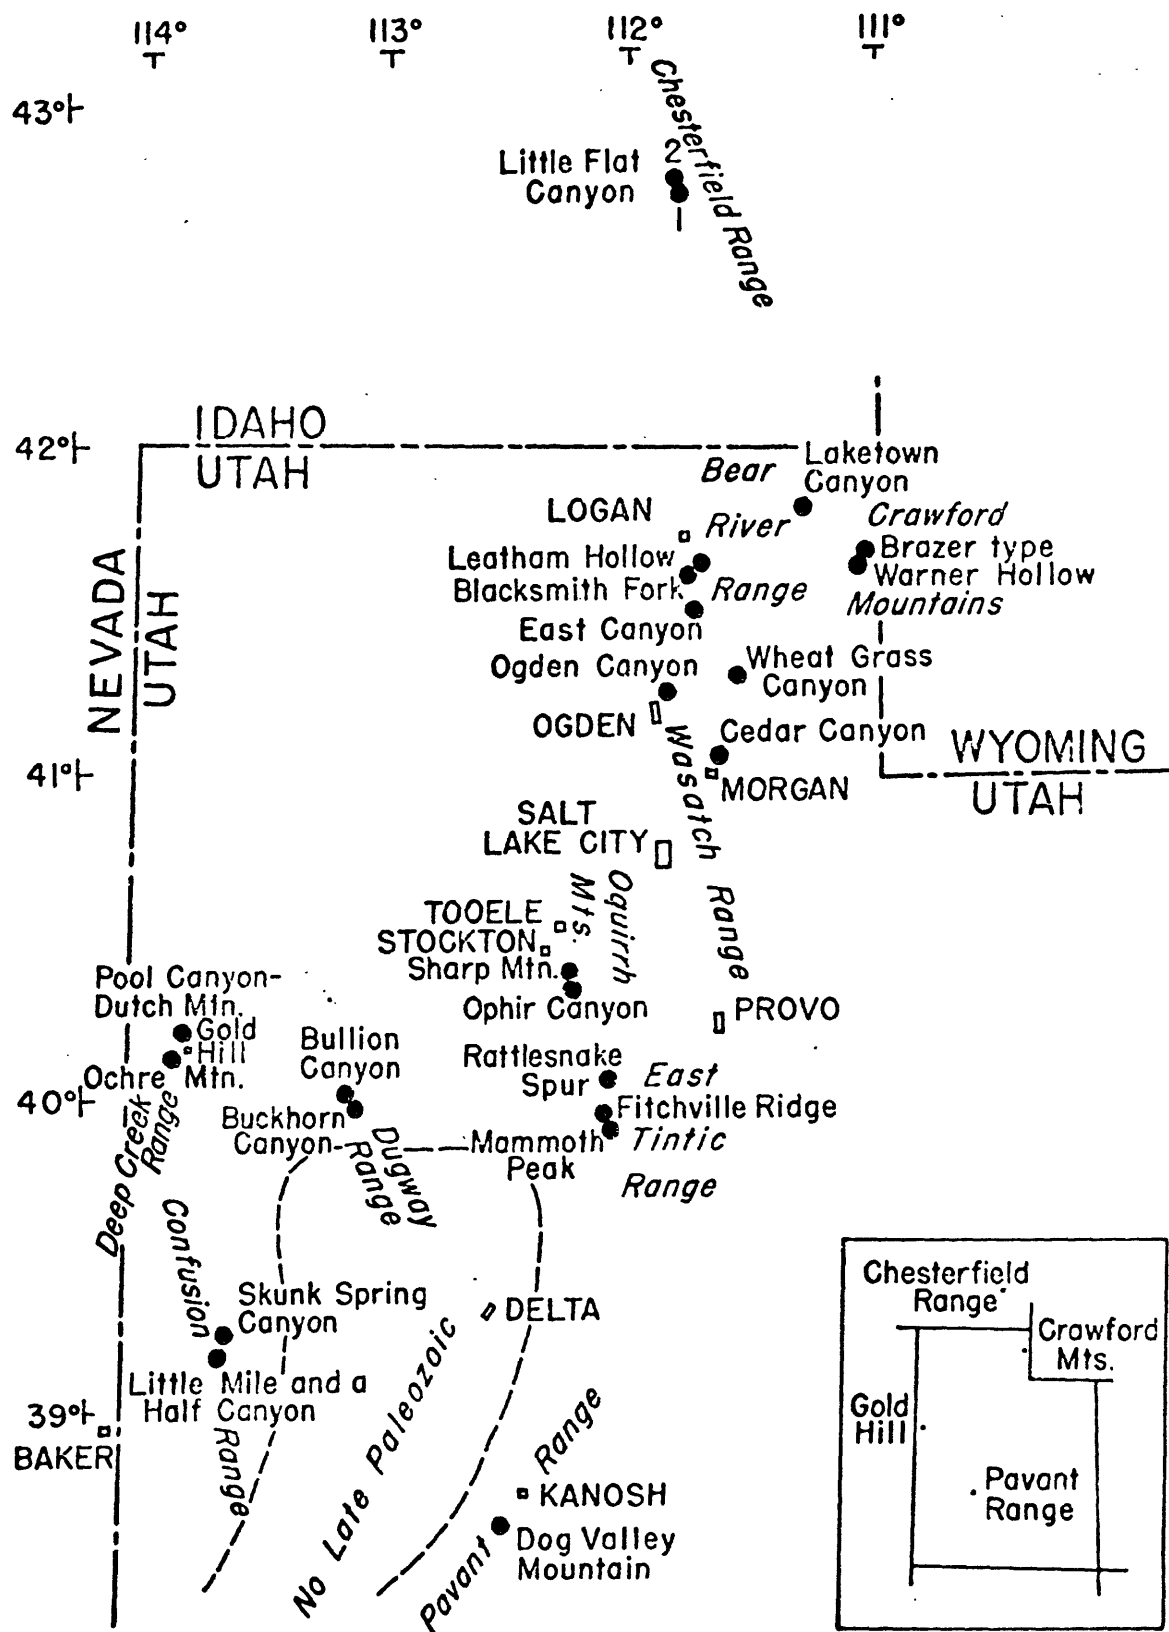 114° 113° 112° 111°
43°
Chesterfield Range
2
Little Flat
Canyon
1
IDAHO
42°
UTAH
Bear
Laketown
Canyon
LOGAN
River
Crawford
NEVADA
UTAH
Leatham Hollow
Brazer type
Blacksmith Fork
Range
Warner Hollow
Mountains
East Canyon
Ogden Canyon
Wheat Grass
Canyon
OGDEN
Wasatch Range
Cedar Canyon
WYOMING
41°
MORGAN
UTAH
SALT
LAKE CITY
Oquirrh
Mts.
TOOELE
STOCKTON
Sharp Mtn.
Pool Canyon-
Dutch Mtn.
Ophir Canyon
PROVO
Gold
Hill
Bullion
Canyon
Rattlesnake
Spur
East
Ochre Mtn.
40°
Fitchville Ridge
Buckhorn
Canyon
Mammoth
Peak
Tintic
Range
Deep Creek
Range
Dugway
Range
Confusion
Skunk Spring
Canyon
DELTA
Little Mile and a
Half Canyon
39°
BAKER
Range
No Late Paleozoic
Range
KANOSH
Pavant
Dog Valley
Mountain
Chesterfield
Range
Crawford
Mts.
Gold
Hill
Pavant
Range